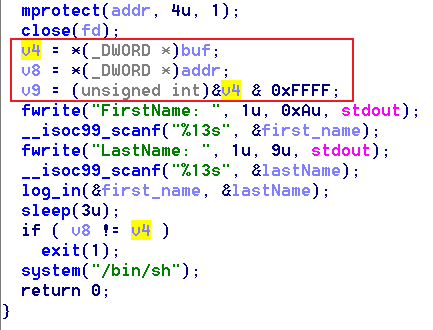 mprotect(addr, 4u, 1);
close(fd);
v4 = *(_DWORD *)buf;
v8 = *(_DWORD *)addr;
v9 = (unsigned int)&v4 & 0xFFFF;
fwrite("FirstName: ", 1u, 0xAu, stdout);
__isoc99_scanf("%13s", &first_name);
fwrite("LastName: ", 1u, 9u, stdout);
__isoc99_scanf("%13s", &lastName);
log_in(&first_name, &lastName);
sleep(3u);
if ( v8 != v4 )
exit(1);
system("/bin/sh");
return 0;
}